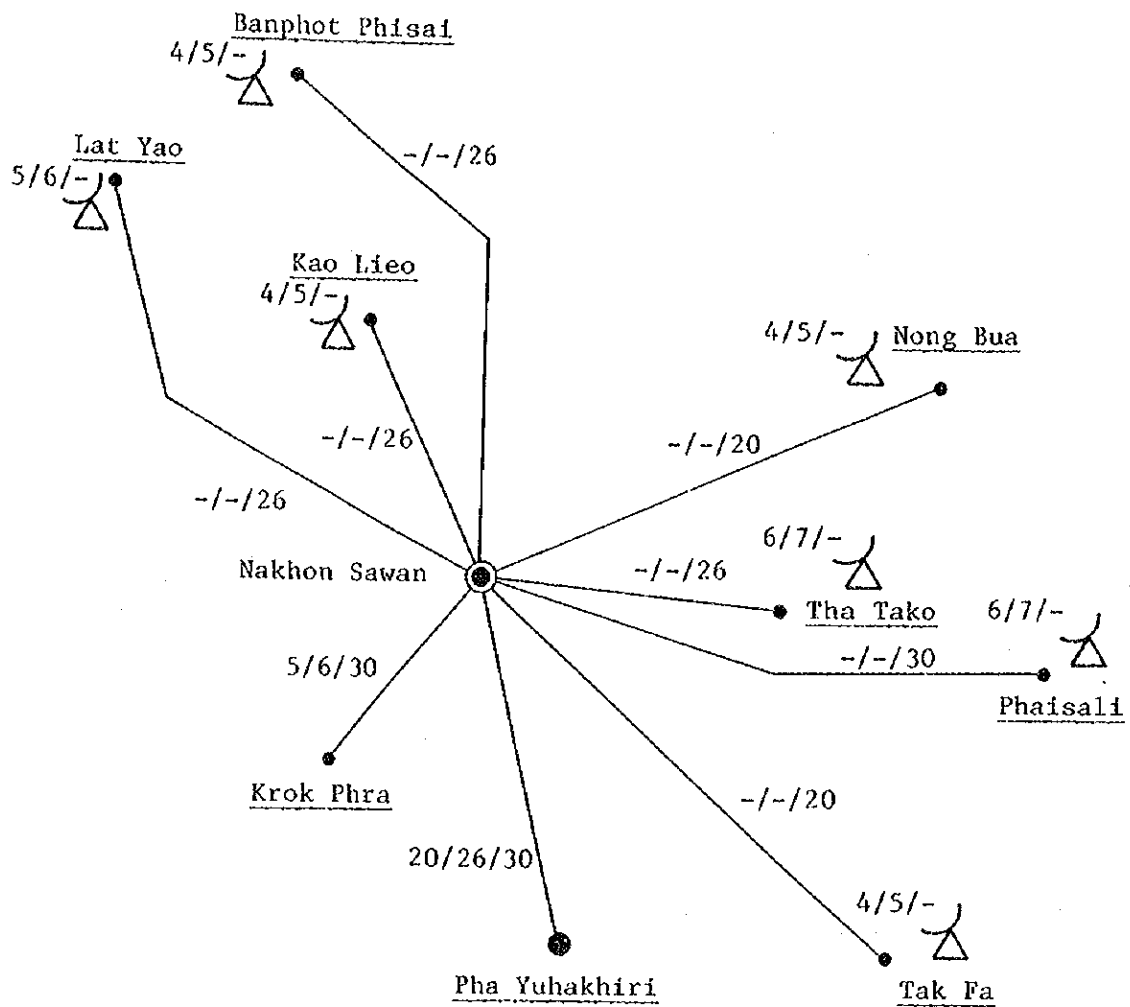 Banphot Phisai
4/5/-
-/-/26
Lat Yao
5/6/-
Kao Lieo
4/5/-
4/5/-
Nong Bua
-/-/26
-/-/20
-/-/26
6/7/-
Nakhon Sawan
-/-/26
Tha Tako
6/7/-
-/-/30
5/6/30
Phaisali
Krok Phra
-/-/20
20/26/30
4/5/-
Pha Yuhakhiri
Tak Fa